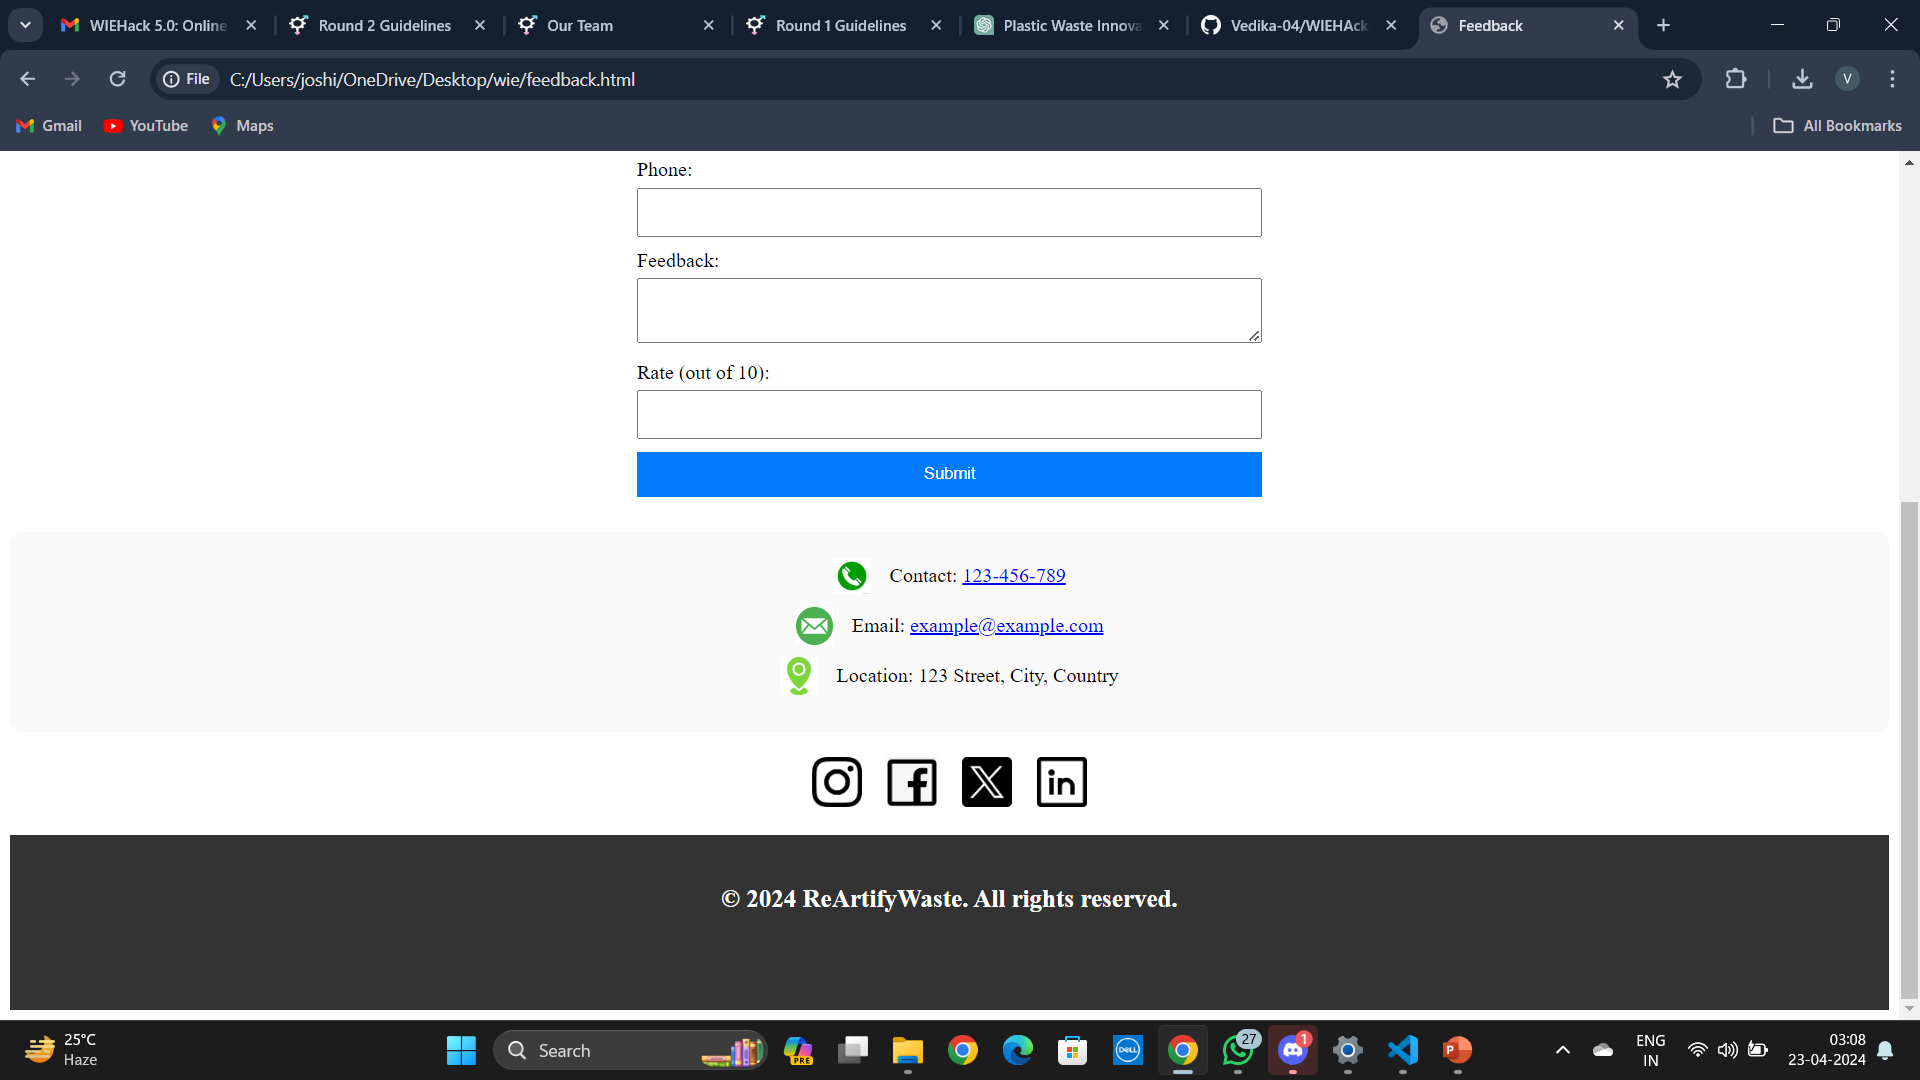 WIEHack 5.0: Online
Round 2 Guidelines
Our Team
Round 1 Guidelines
Plastic Waste Innova
Vedika-04/WIEHAck
Feedback
File
C:/Users/joshi/OneDrive/Desktop/wie/feedback.html
V
Gmail
YouTube
Maps
All Bookmarks
Phone:
Feedback:
Rate (out of 10):
Submit
Contact: 123-456-789
Email: example@example.com
Location: 123 Street, City, Country
© 2024 ReArtifyWaste. All rights reserved.
25°C
Haze
Search
PRE
DELL
27
1
P
ENG
IN
03:08
23-04-2024